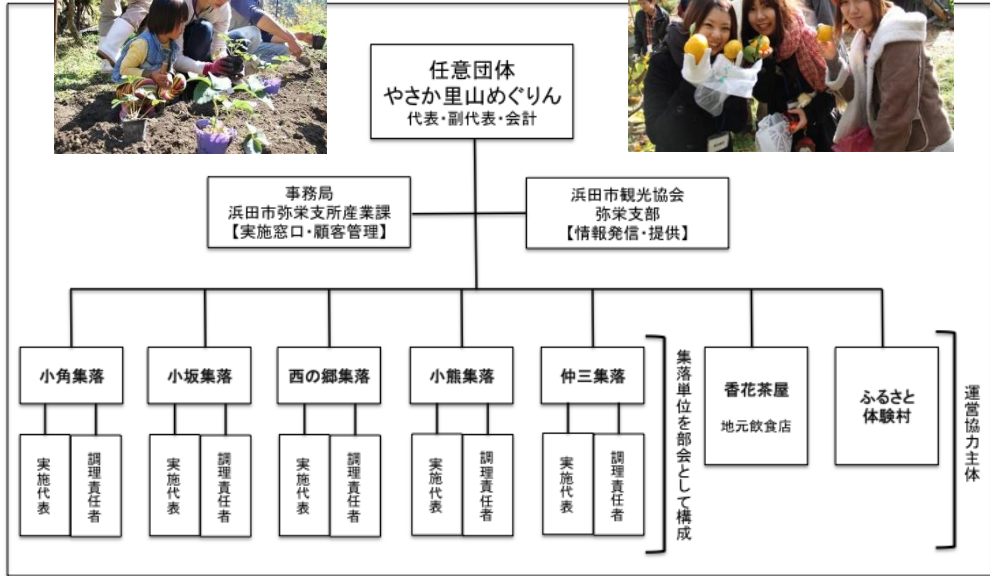 任意団体
やさか里山めぐりん
代表・副代表・会計
事務局
浜田市弥栄支所産業課
【実施窓口・顧客管理】
浜田市観光協会
弥栄支部
【情報発信・提供】
小角集落
実施代表
調理責任者
小坂集落
実施代表
調理責任者
西の郷集落
実施代表
調理責任者
小熊集落
実施代表
調理責任者
仲三集落
実施代表
調理責任者
集落単位を部会として構成
香花茶屋
地元飲食店
ふるさと
体験村
運営協力主体